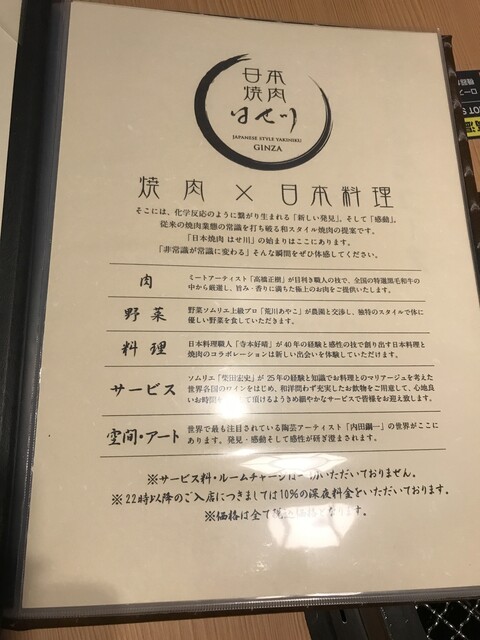 日本
焼肉
はせ川
JAPANESE STYLE YAKINIKU
GINZA
焼肉×日本料理
そこには、化学反応のように繋がり生まれる「新しい発見」、そして「感動」。
従来の焼肉業態の常識を打ち破る和スタイル焼肉の提案です。
「日本焼肉 はせ川」の始まりはここにあります。
「非常識が常識に変わる」そんな瞬間をぜひ体感してください。
肉
ミートアーティスト「高橋正樹」が目利き職人の技で、全国の特選黒毛和牛の
中から厳選し、旨み・香りに満ちた極上のお肉をご提供いたします。
野菜
野菜ソムリエ上級プロ「荒川あやこ」が農園と交渉し、独特のスタイルで体に
優しい野菜を食していただきます。
料理
日本料理職人「寺本好晴」が40年の経験と感性の技で創り出す日本料理と
焼肉のコラボレーションは新しい出会いを体験していただけます。
サービス
ソムリエ「柴田宏史」が25年の経験と知識でお料理とのマリアージュを考えた
世界各国のワインをはじめ、和洋問わず充実したお飲物をご用意して、心地良
いお時間を て頂けるようきめ細やかなサービスで皆様をお迎え致します。
空間・アート
世界で最も注目されている陶芸アーティスト「内田鋼一」の世界がここに
あります。発見・感動そして感性が研ぎ澄まされます。
※サービス料・ルームチャージは いただいておりません。
※22時以降のご入店につきましては10%の深夜料金をいただいております。
※価格は全て税 価格となります。